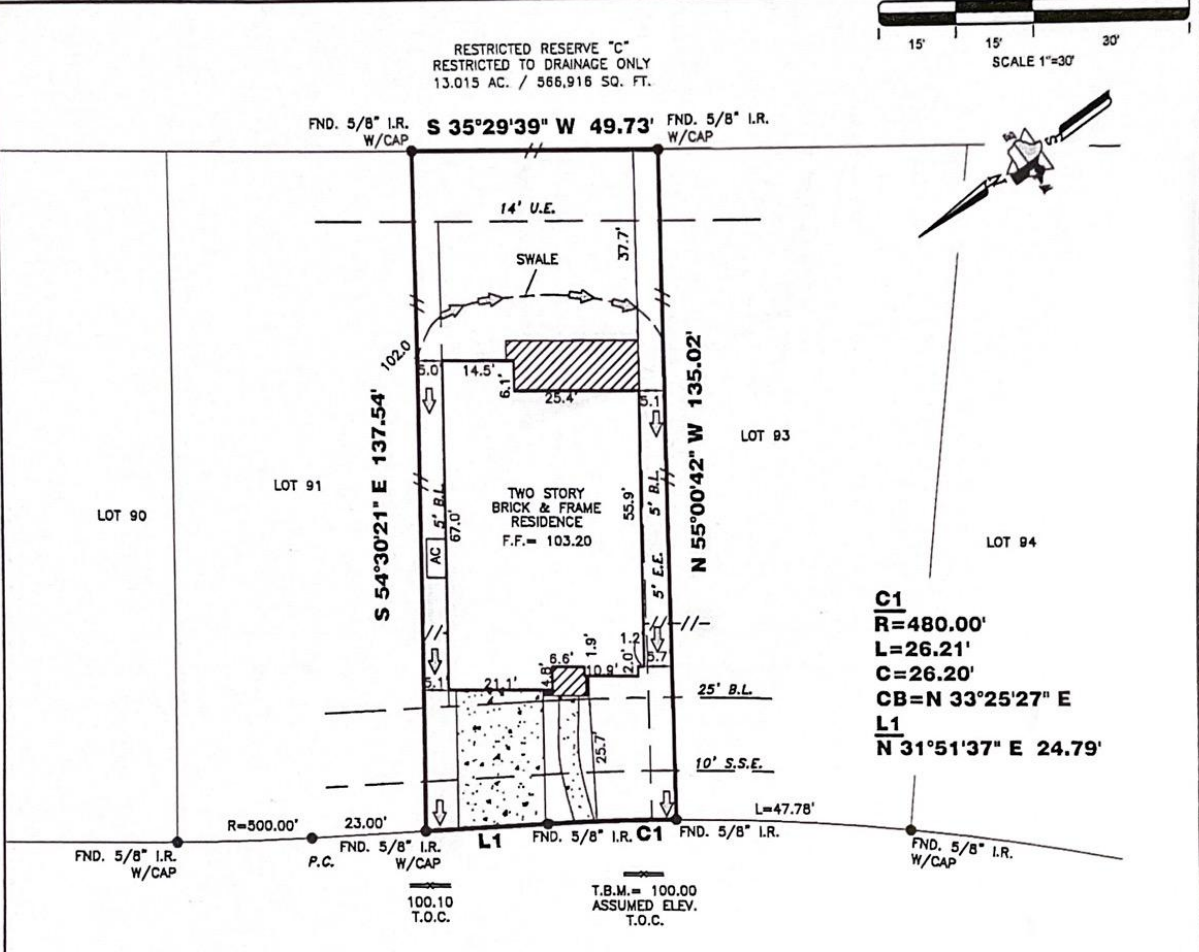 15' 15' 30'
SCALE 1"=30'
RESTRICTED RESERVE "C"
RESTRICTED TO DRAINAGE ONLY
13.015 AC. / 566,916 SQ. FT.
FND. 5/8" I.R.
W/CAP
S 35°29'39" W 49.73'
FND. 5/8" I.R.
W/CAP
14' U.E.
37.7'
SWALE
102.0
5.0'
14.5'
6.1'
25.4'
5.1'
S 54°30'21" E 137.54'
N 55°00'42" W 135.02'
LOT 90
LOT 91
LOT 93
LOT 94
5' B.L.
67.0'
AC
TWO STORY
BRICK & FRAME
RESIDENCE
F.F.= 103.20
55.9'
5' B.L.
5' E.E.
C1
R=480.00'
L=26.21'
C=26.20'
CB=N 33°25'27" E
L1
N 31°51'37" E 24.79'
5.1'
21.1'
4.8'
6.6'
1.9'
10.9'
2.0'
1.2'
5.7'
25' B.L.
25.7'
10' S.S.E.
R=500.00'
23.00'
L=47.78'
FND. 5/8" I.R.
W/CAP
P.C.
FND. 5/8" I.R.
W/CAP
L1
FND. 5/8" I.R.
C1
FND. 5/8" I.R.
FND. 5/8" I.R.
W/CAP
100.10
T.O.C.
T.B.M.= 100.00
ASSUMED ELEV.
T.O.C.